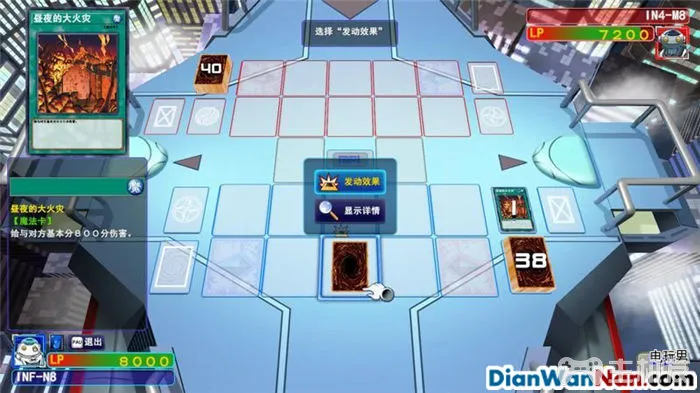 昼夜的大火灾
选择“发动效果”
IN4-M8
LP 7200
40
发动效果
显示详情
昼夜的大火灾
【魔法卡】
给与对方基本分800分伤害。
1
38
PAU 退出
LP 8000
INF-N8
电玩男
DianWanNan.com